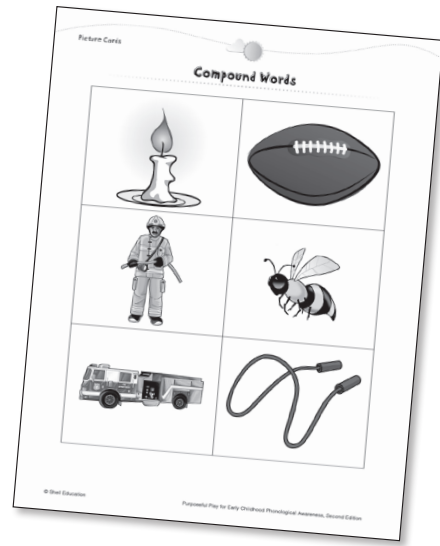 Picture Cards
Compound Words
© Shell Education
Purposeful Play for Early Childhood Phonological Awareness, Second Edition